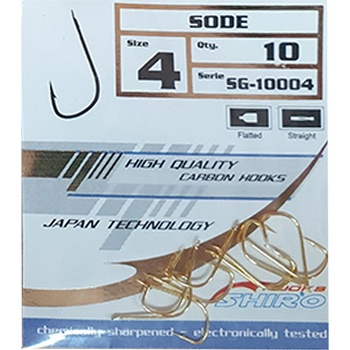 SODE
Size
4
Qty.
10
Serie
SG-10004
Flatted
Straight
HIGH QUALITY
CARBON HOOKS
JAPAN TECHNOLOGY
SHIRO
chemically sharpened - electronically tested